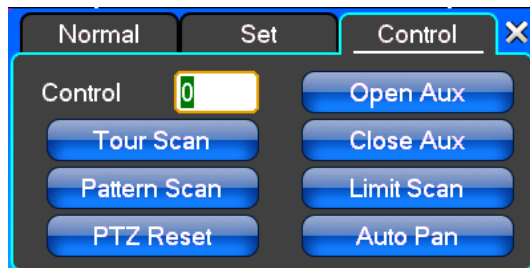 Normal Set Control X
Control 0 Open Aux
Tour Scan Close Aux
Pattern Scan Limit Scan
PTZ Reset Auto Pan